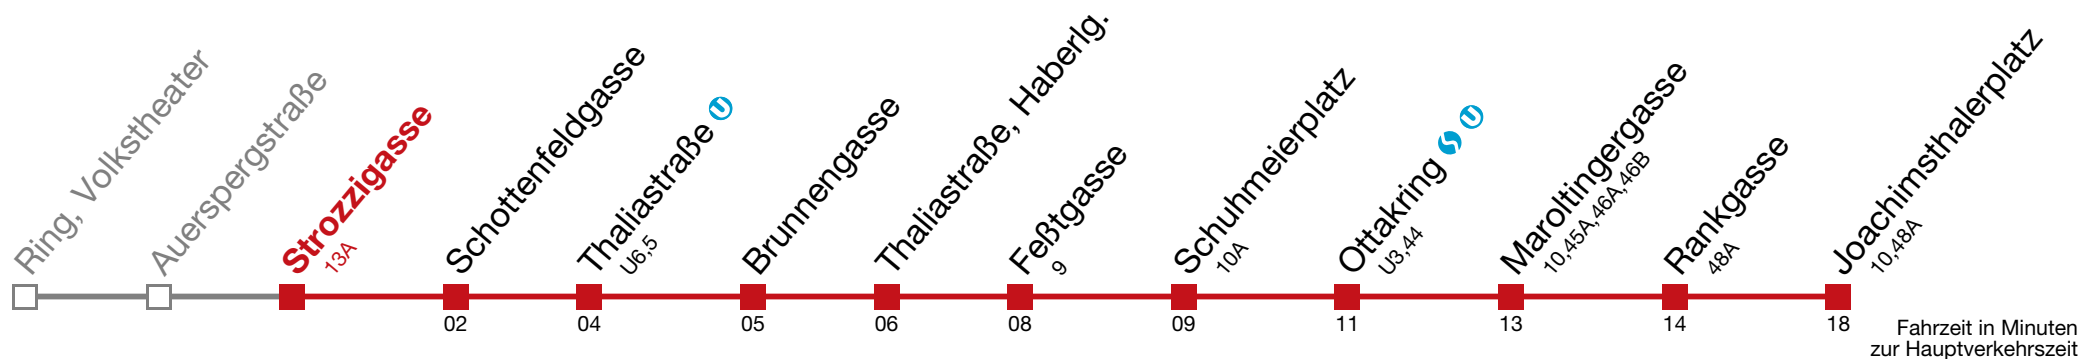 Ring, Volkstheater
Auerspergstraße
Strozzigasse
13A
Schottenfeldgasse
02
Thaliastraße U
U6,5
04
Brunnengasse
05
Thaliastraße, Haberlg.
06
Feßtgasse
9
08
Schuhmeierplatz
10A
09
Ottakring S U
U3,44
11
Maroltingergasse
10,45A,46A,46B
13
Rankgasse
48A
14
Joachimsthalerplatz
10,48A
18
Fahrzeit in Minuten
zur Hauptverkehrszeit